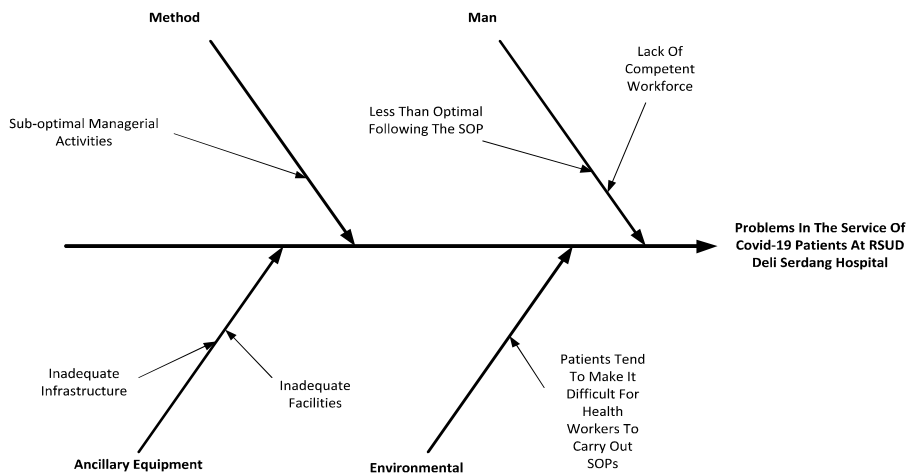 Method
Man
Lack Of
Competent
Workforce
Less Than Optimal
Following The SOP
Sub-optimal Managerial
Activities
Problems In The Service Of
Covid-19 Patients At RSUD
Deli Serdang Hospital
Inadequate
Infrastructure
Inadequate
Facilities
Patients Tend
To Make It
Difficult For
Health
Workers To
Carry Out
SOPs
Ancillary Equipment
Environmental